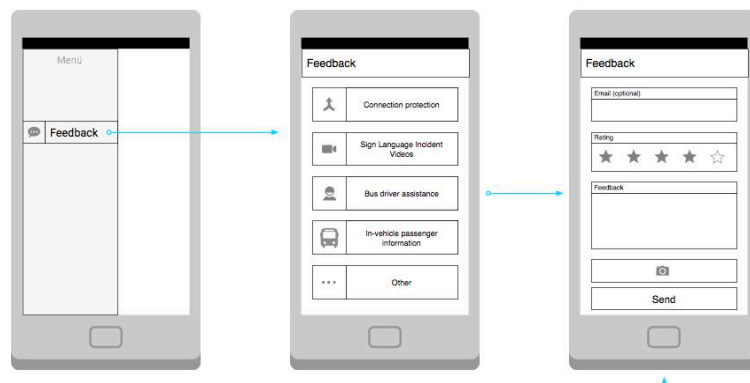 Menü
Feedback
Feedback
Connection protection
Sign Language Incident
Videos
Bus driver assistance
In-vehicle passenger
information
Other
Feedback
Email (optional)
Rating
Feedback
Send